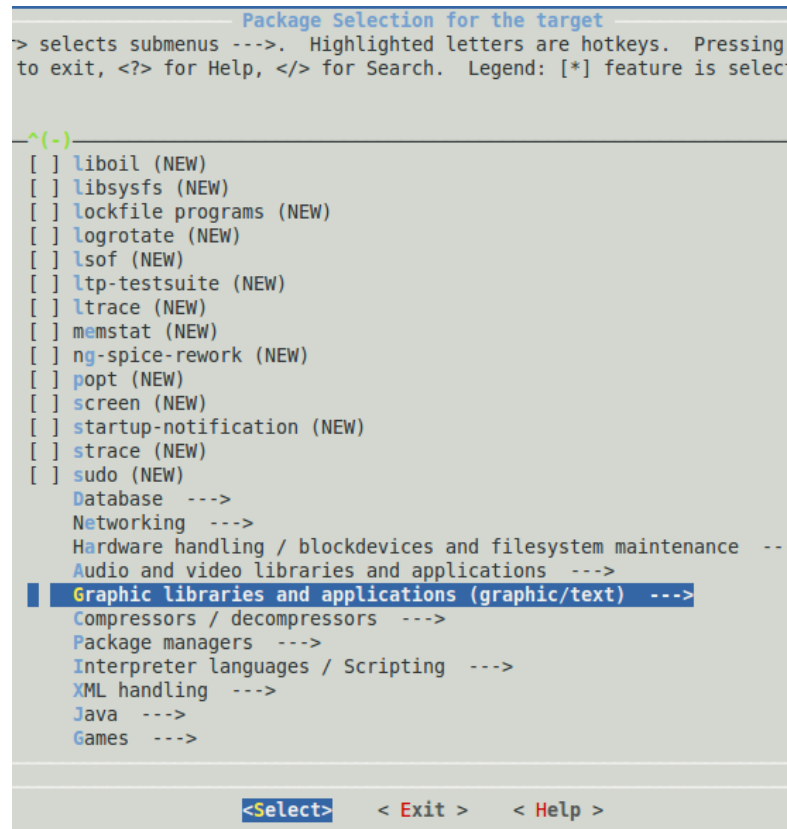 Package Selection for the target
> selects submenus --->. Highlighted letters are hotkeys. Pressing
to exit, <?> for Help, </> for Search. Legend: [*] feature is selec
^(-)
[ ] liboil (NEW)
[ ] libsysfs (NEW)
[ ] lockfile programs (NEW)
[ ] logrotate (NEW)
[ ] lsof (NEW)
[ ] ltp-testsuite (NEW)
[ ] ltrace (NEW)
[ ] memstat (NEW)
[ ] ng-spice-rework (NEW)
[ ] popt (NEW)
[ ] screen (NEW)
[ ] startup-notification (NEW)
[ ] strace (NEW)
[ ] sudo (NEW)
Database --->
Networking --->
Hardware handling / blockdevices and filesystem maintenance --
Audio and video libraries and applications --->
Graphic libraries and applications (graphic/text) --->
Compressors / decompressors --->
Package managers --->
Interpreter languages / Scripting --->
XML handling --->
Java --->
Games --->
<Select> < Exit > < Help >